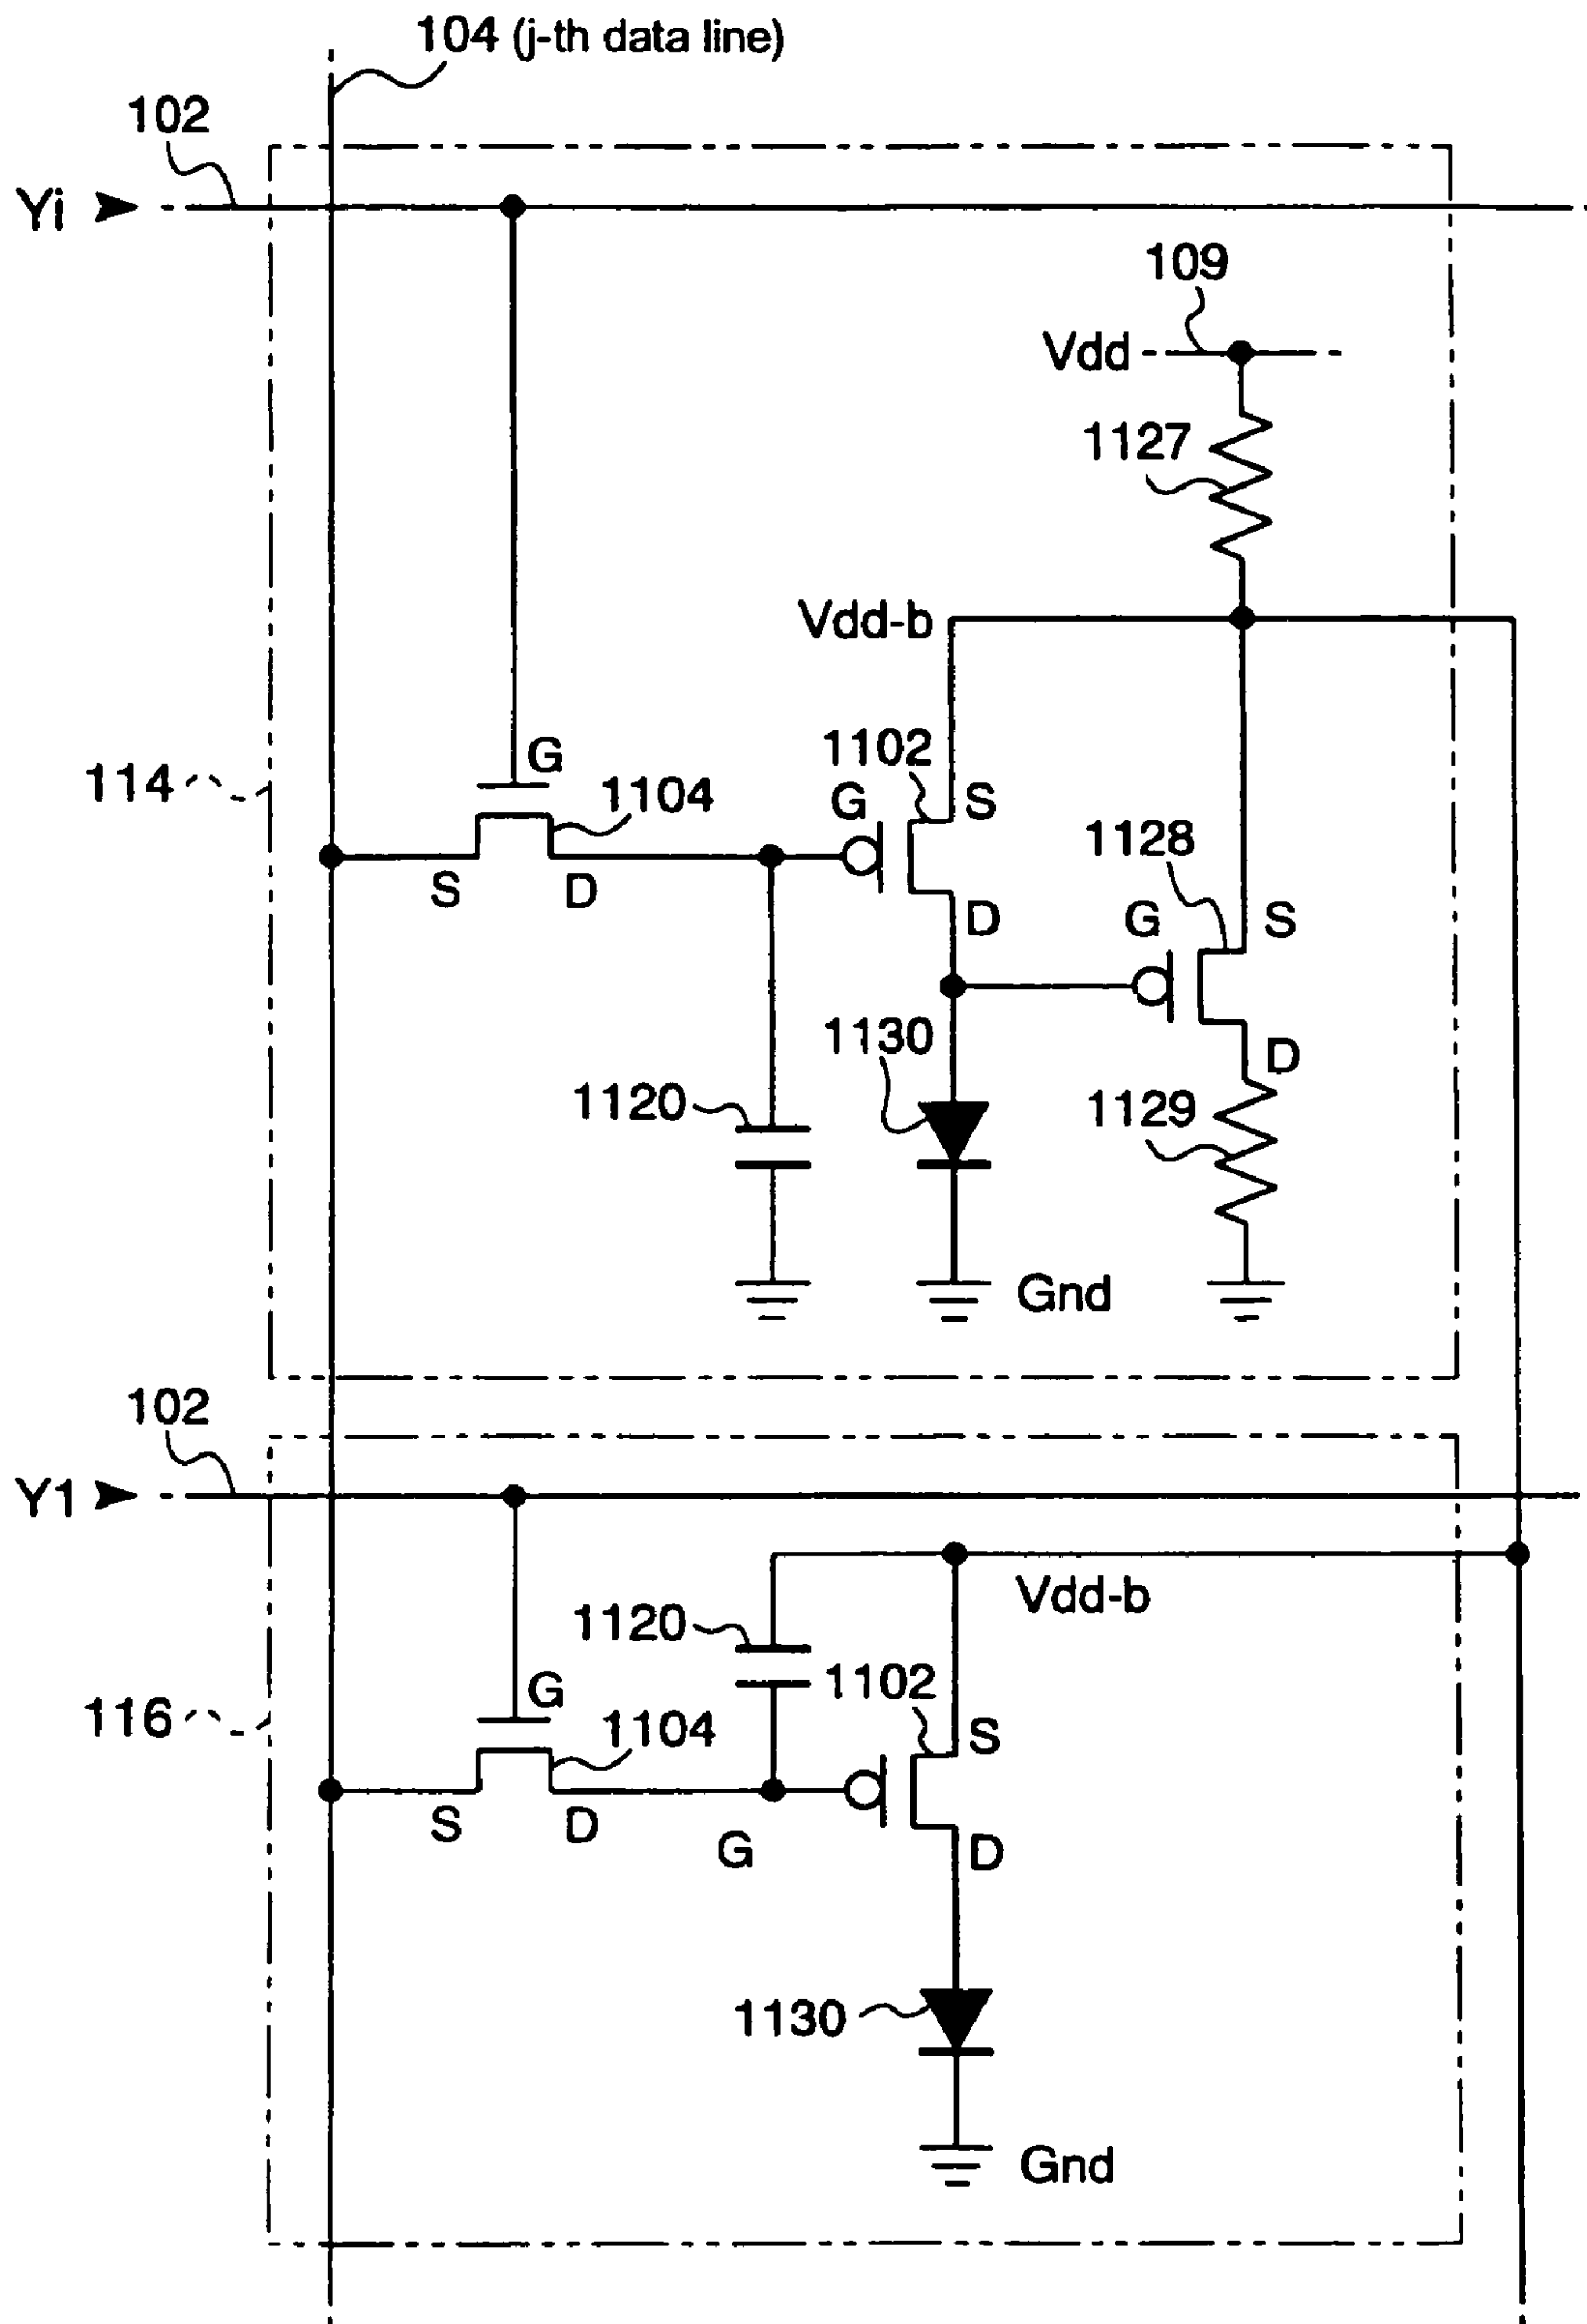 104 (j-th data line)
102
Yi
109
Vdd
1127
Vdd-b
1102
G
G
S
114
1104
1128
S
D
D
G
S
1130
D
1120
1129
Gnd
102
Y1
Vdd-b
1120
1102
G
S
116
1104
S
D
G
D
1130
Gnd